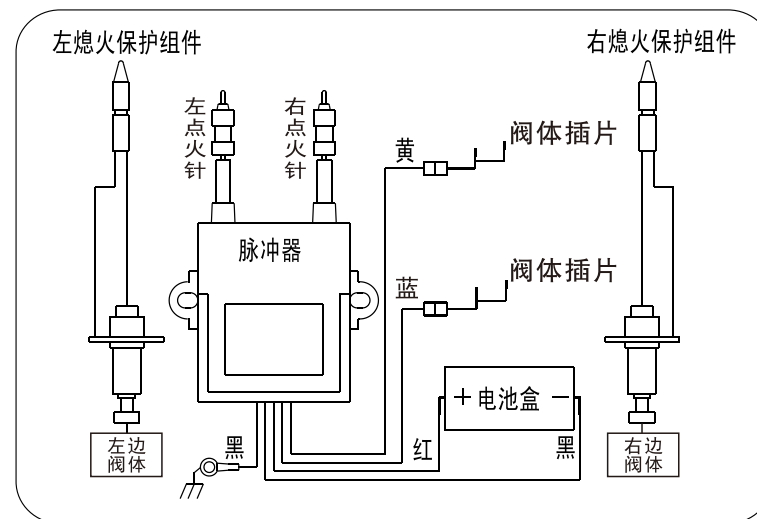 左熄火保护组件
右熄火保护组件
左点火针
右点火针
黄
阀体插片
脉冲器
蓝
阀体插片
+ 电池盒 −
黑
红
黑
左边
阀体
右边
阀体